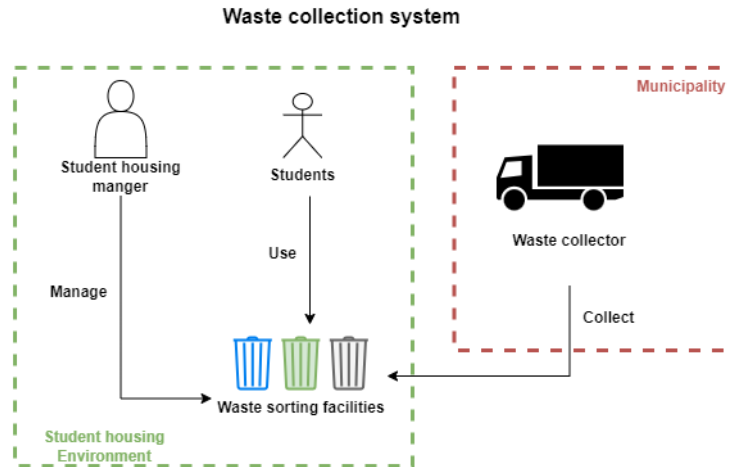 Waste collection system
Municipality
Student housing
manger
Students
Waste collector
Use
Manage
Collect
Waste sorting facilities
Student housing
Environment